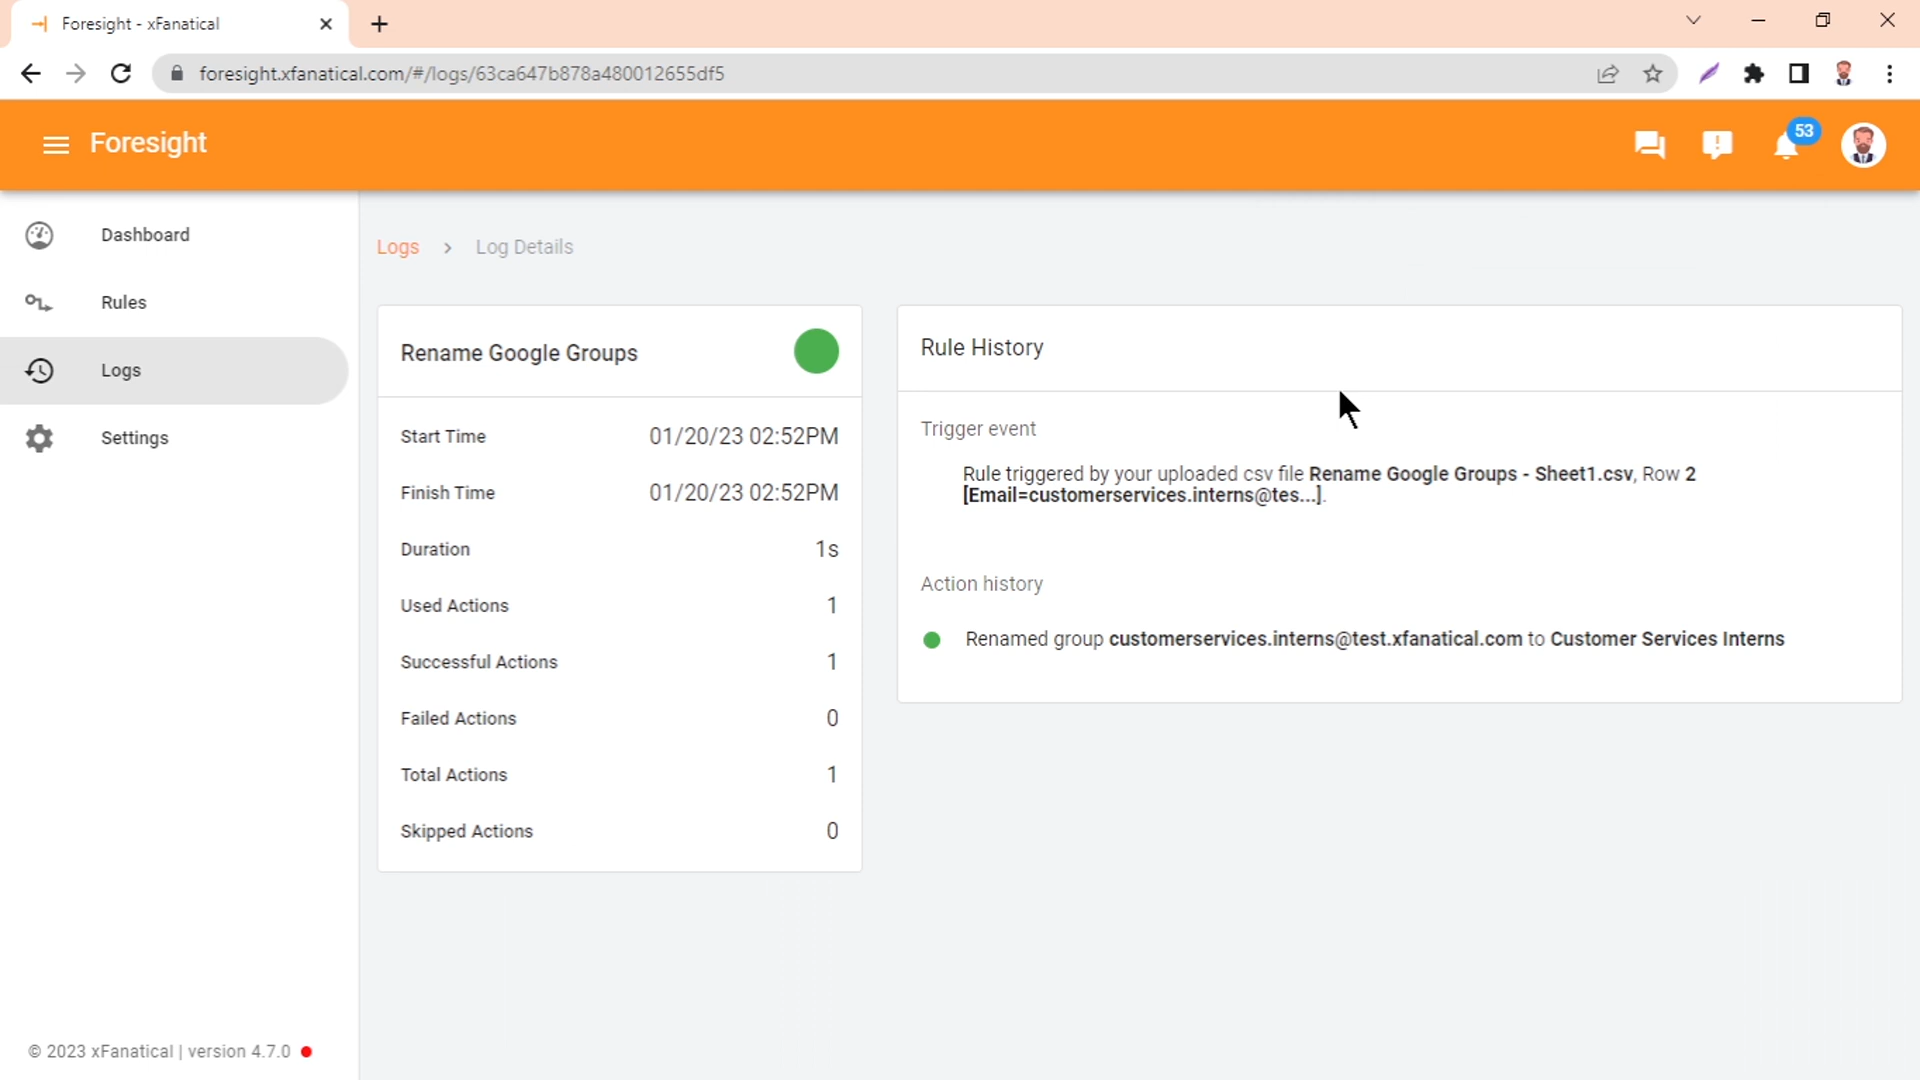 Foresight - xFanatical
foresight.xfanatical.com/#/logs/63ca647b878a480012655df5
Foresight
53
Dashboard
Rules
Logs
Settings
Logs > Log Details
Rename Google Groups
Start Time 01/20/23 02:52PM
Finish Time 01/20/23 02:52PM
Duration 1s
Used Actions 1
Successful Actions 1
Failed Actions 0
Total Actions 1
Skipped Actions 0
Rule History
Trigger event
Rule triggered by your uploaded csv file Rename Google Groups - Sheet1.csv, Row 2
[Email=customerservices.interns@tes...].
Action history
Renamed group customerservices.interns@test.xfanatical.com to Customer Services Interns
© 2023 xFanatical | version 4.7.0